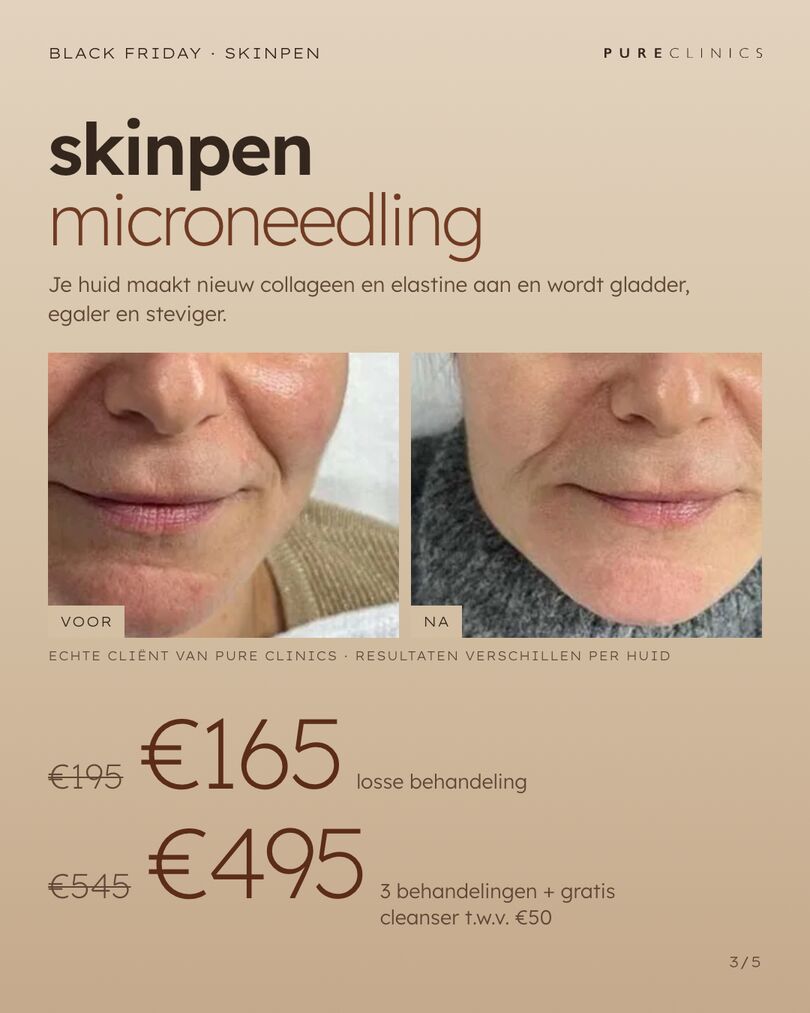 BLACK FRIDAY · SKINPEN
PURECLINICS
skinpen
microneedling
Je huid maakt nieuw collageen en elastine aan en wordt gladder,
egaler en steviger.
VOOR
NA
ECHTE CLIËNT VAN PURE CLINICS · RESULTATEN VERSCHILLEN PER HUID
€195 €165 losse behandeling
€545 €495 3 behandelingen + gratis
cleanser t.w.v. €50
3/5